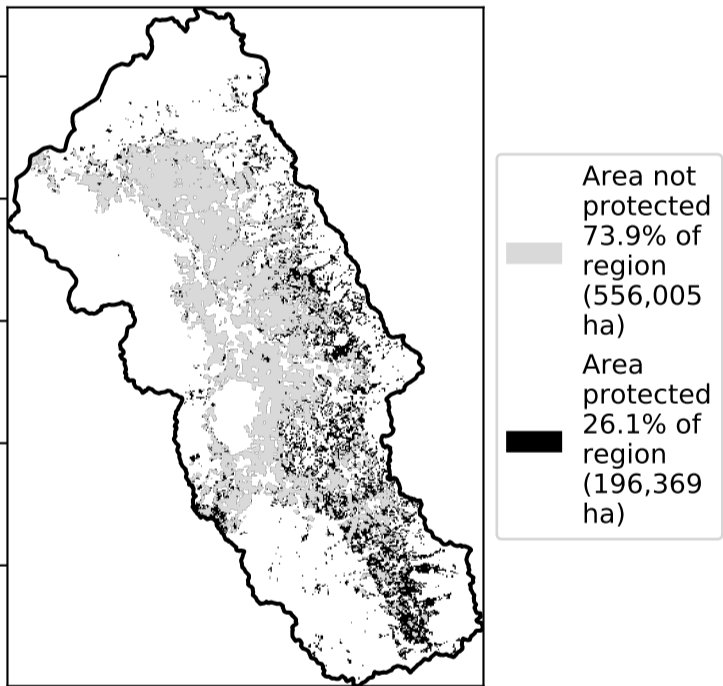 Area not
protected
73.9% of
region
(556,005
ha)
Area
protected
26.1% of
region
(196,369
ha)